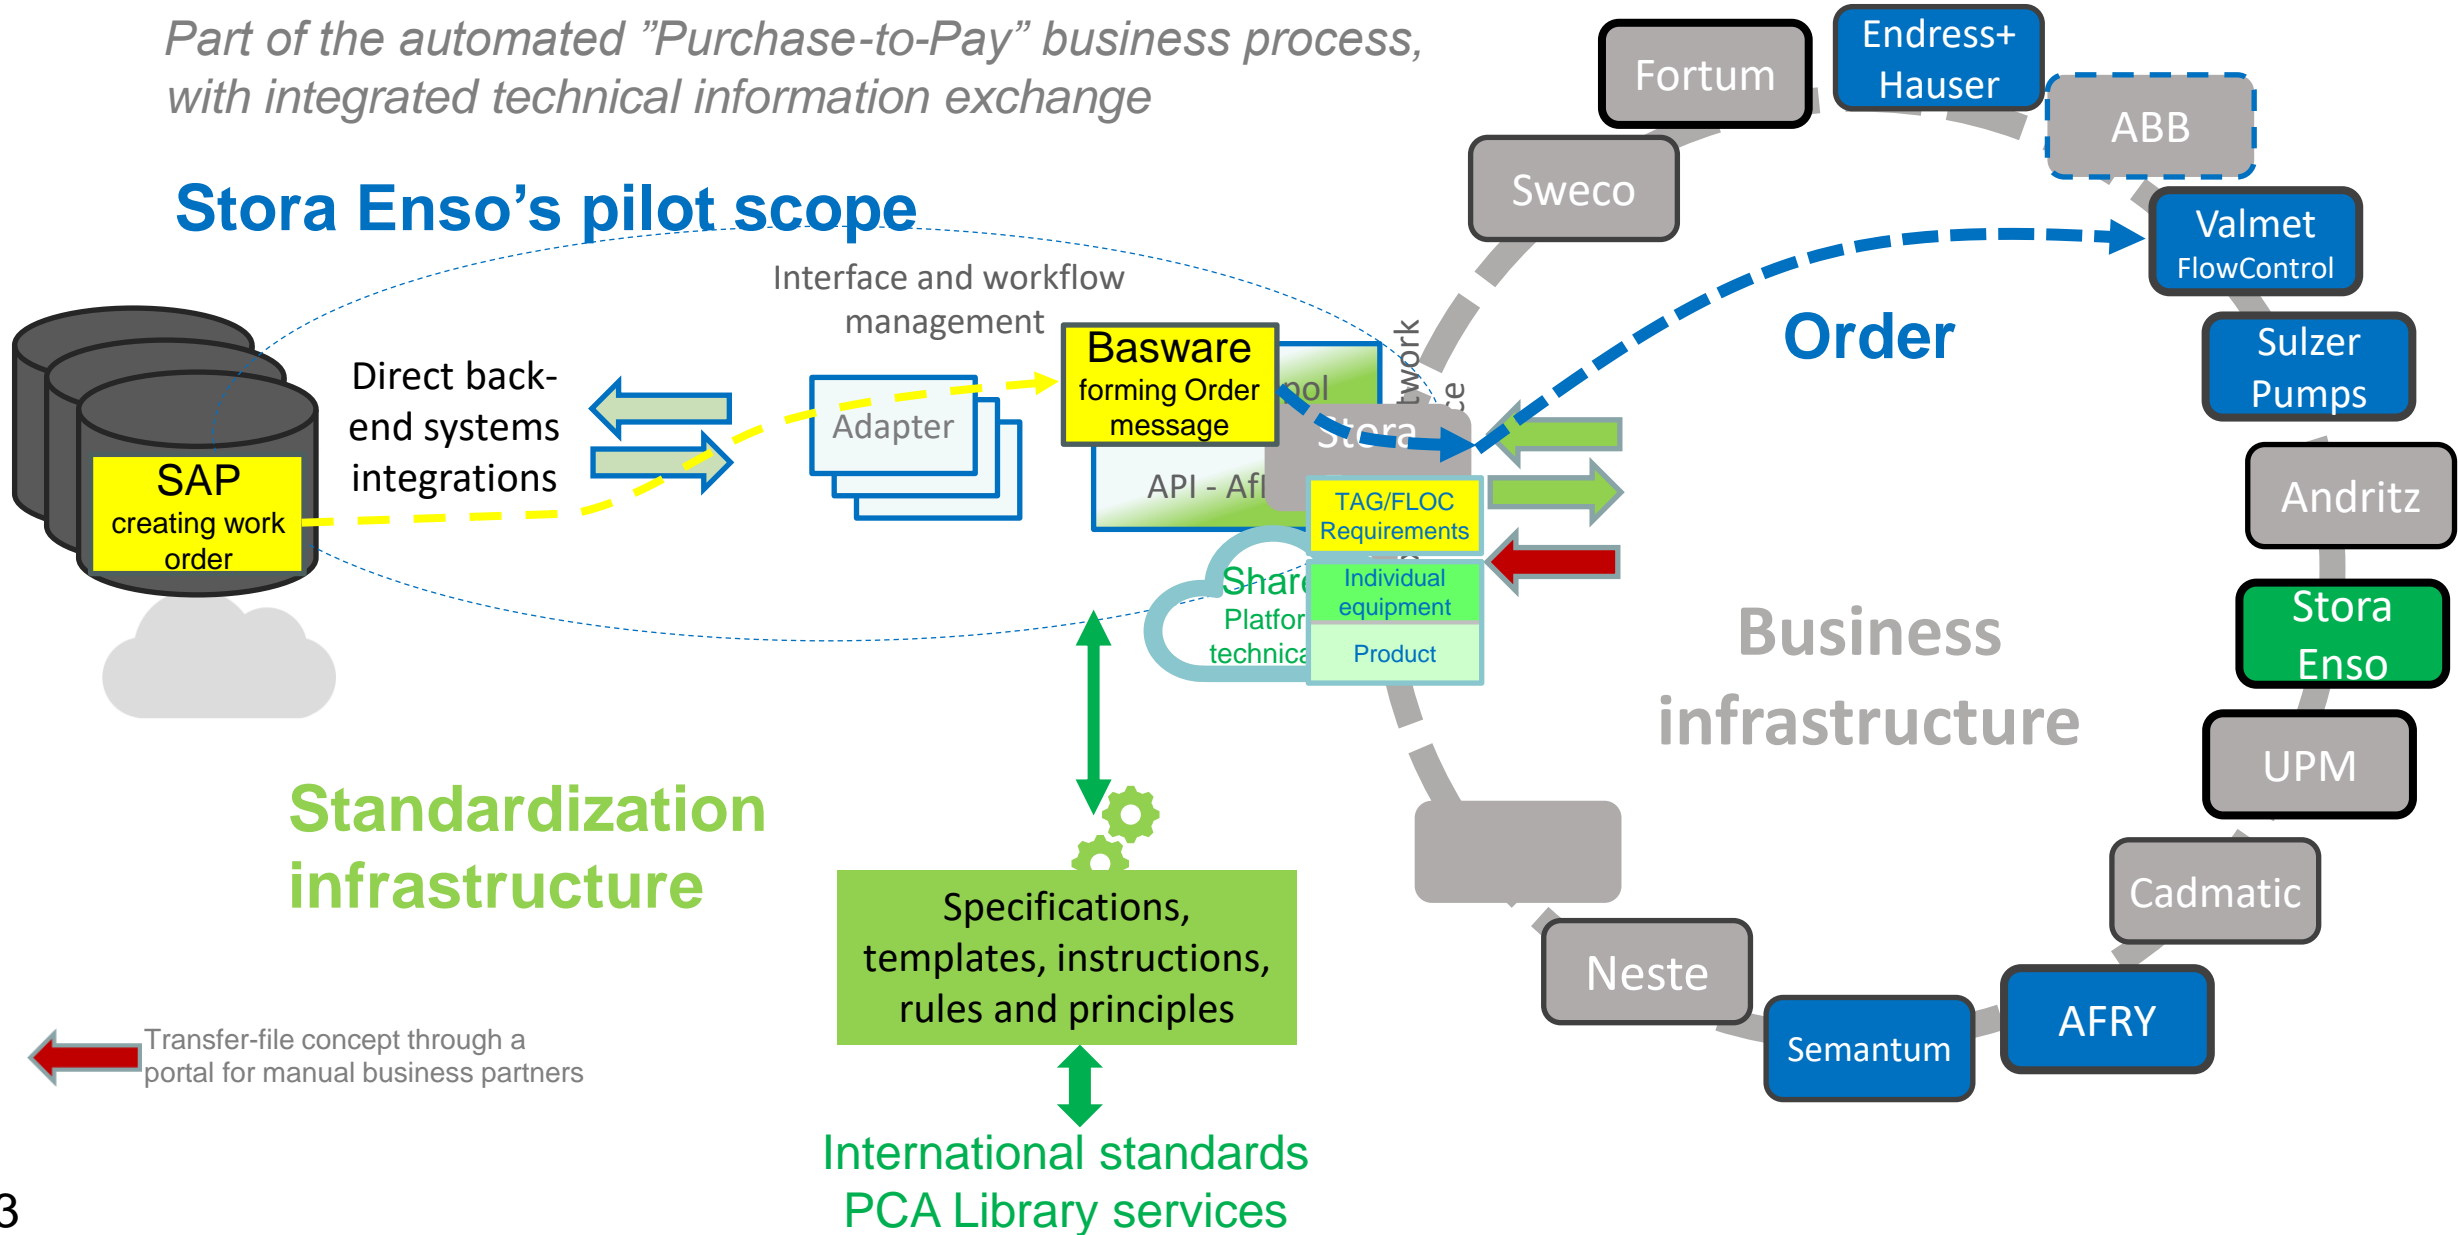 Part of the automated ”Purchase-to-Pay” business process,
with integrated technical information exchange
Stora Enso’s pilot scope
Interface and workflow
management
Direct back-
end systems
integrations
SAP
creating work
order
Adapter
Basware
forming Order
message
API -
Stora
TAG/FLOC
Requirements
Individual
equipment
Product
Order
Business
infrastructure
Fortum
Endress+
Hauser
ABB
Sweco
Valmet
FlowControl
Sulzer
Pumps
Andritz
Stora
Enso
UPM
Cadmatic
AFRY
Semantum
Neste
Standardization
infrastructure
Specifications,
templates, instructions,
rules and principles
Transfer-file concept through a
portal for manual business partners
International standards
PCA Library services
3